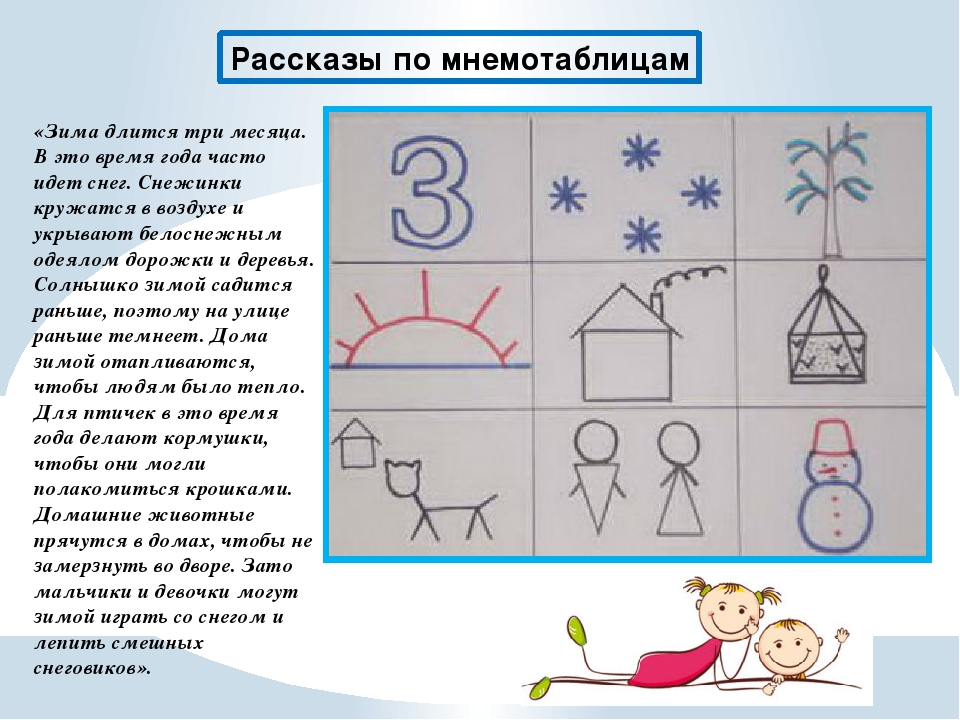 Рассказы по мнемотаблицам
«Зима длится три месяца.
В это время года часто
идет снег. Снежинки
кружатся в воздухе и
укрывают белоснежным
одеялом дорожки и деревья.
Солнышко зимой садится
раньше, поэтому на улице
раньше темнеет. Дома
зимой отапливаются,
чтобы людям было тепло.
Для птичек в это время
года делают кормушки,
чтобы они могли
полакомиться крошками.
Домашние животные
прячутся в домах, чтобы не
замерзнуть во дворе. Зато
мальчики и девочки могут
зимой играть со снегом и
лепить смешных
снеговиков».
3